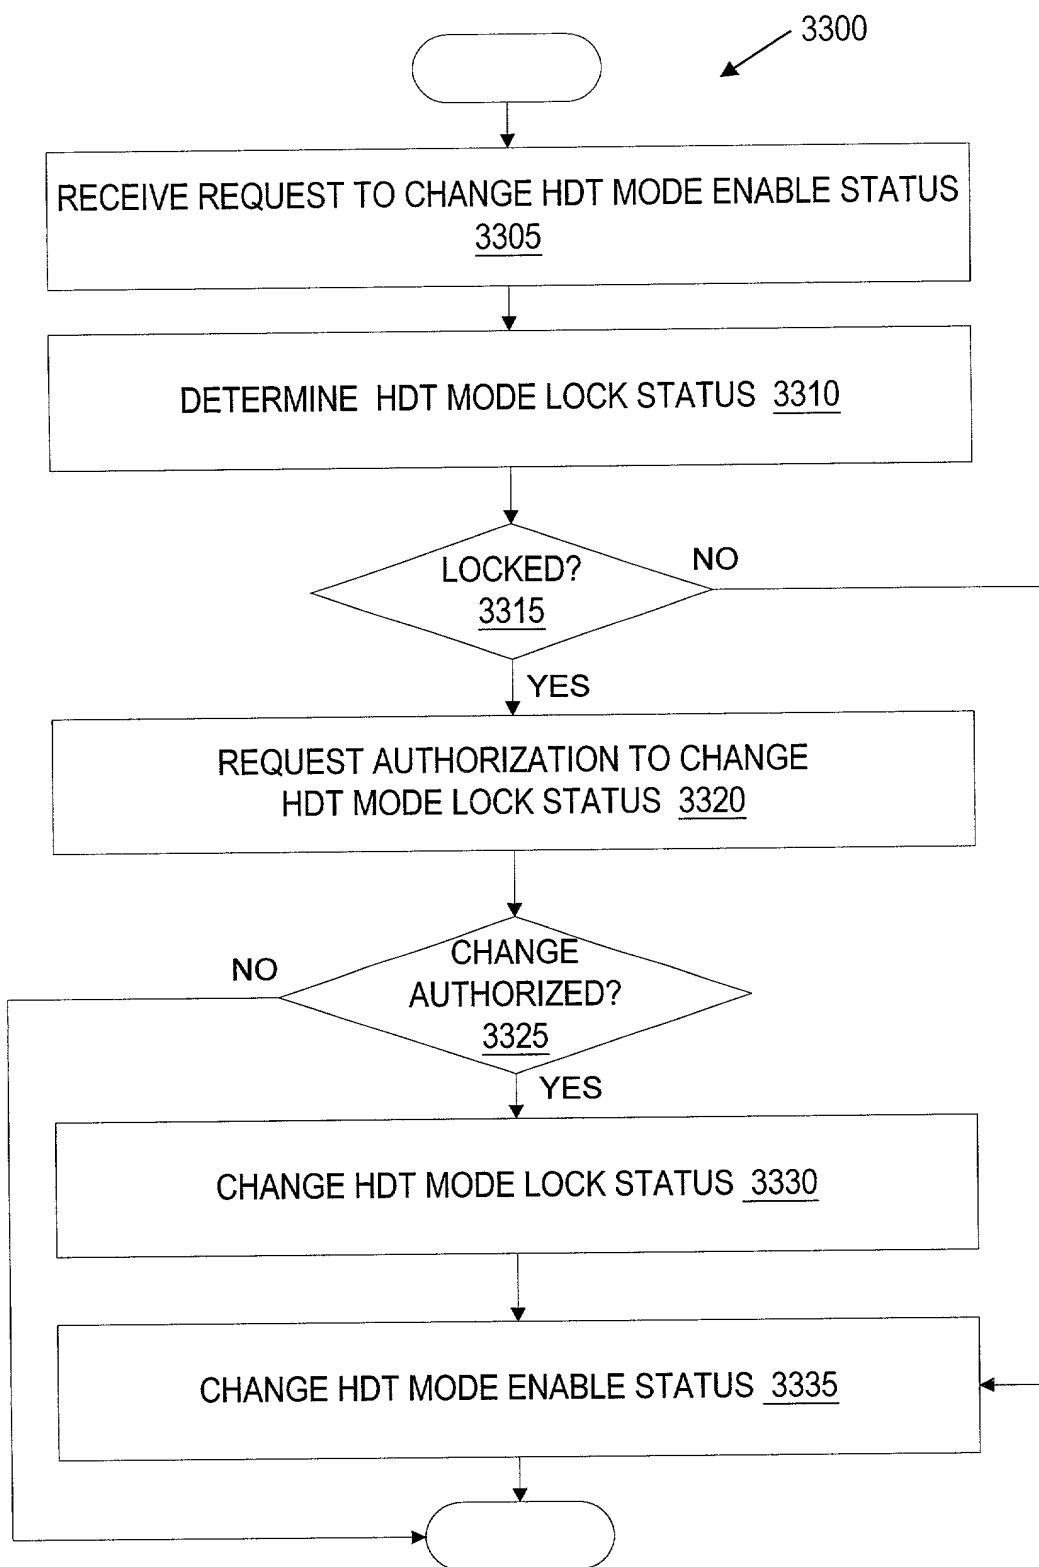 3300
RECEIVE REQUEST TO CHANGE HDT MODE ENABLE STATUS
3305
DETERMINE HDT MODE LOCK STATUS 3310
LOCKED?
3315
NO
YES
REQUEST AUTHORIZATION TO CHANGE
HDT MODE LOCK STATUS 3320
CHANGE
AUTHORIZED?
3325
NO
YES
CHANGE HDT MODE LOCK STATUS 3330
CHANGE HDT MODE ENABLE STATUS 3335